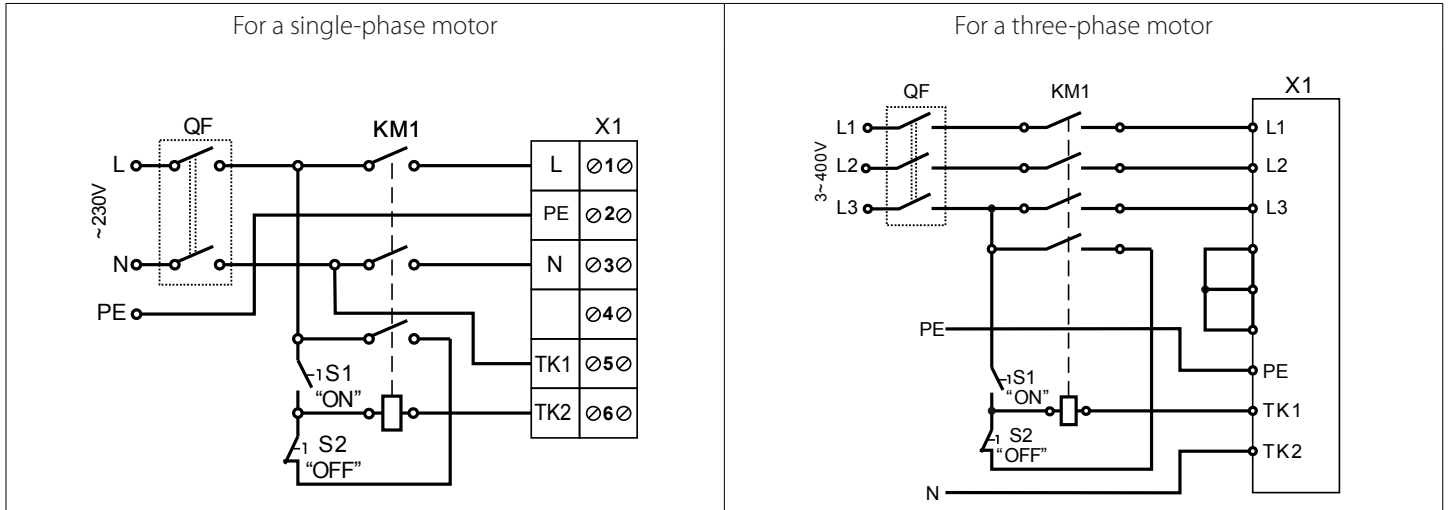 For a single-phase motor
QF
KM1
X1
L
L
1
~230V
PE
2
N
N
3
PE
4
S1
"ON"
TK1
5
TK2
6
S2
"OFF"
For a three-phase motor
QF
KM1
X1
L1
L1
3~400V
L2
L2
L3
L3
PE
PE
S1
"ON"
TK1
S2
"OFF"
TK2
N